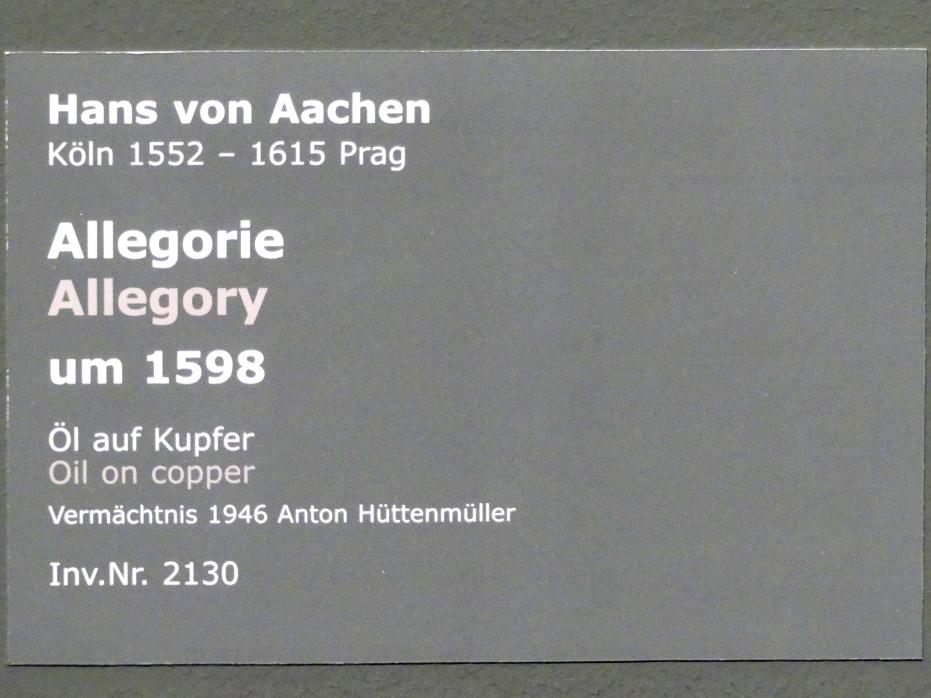 Hans von Aachen
Köln 1552 – 1615 Prag
Allegorie
Allegory
um 1598
Öl auf Kupfer
Oil on copper
Vermächtnis 1946 Anton Hüttenmüller
Inv.Nr. 2130